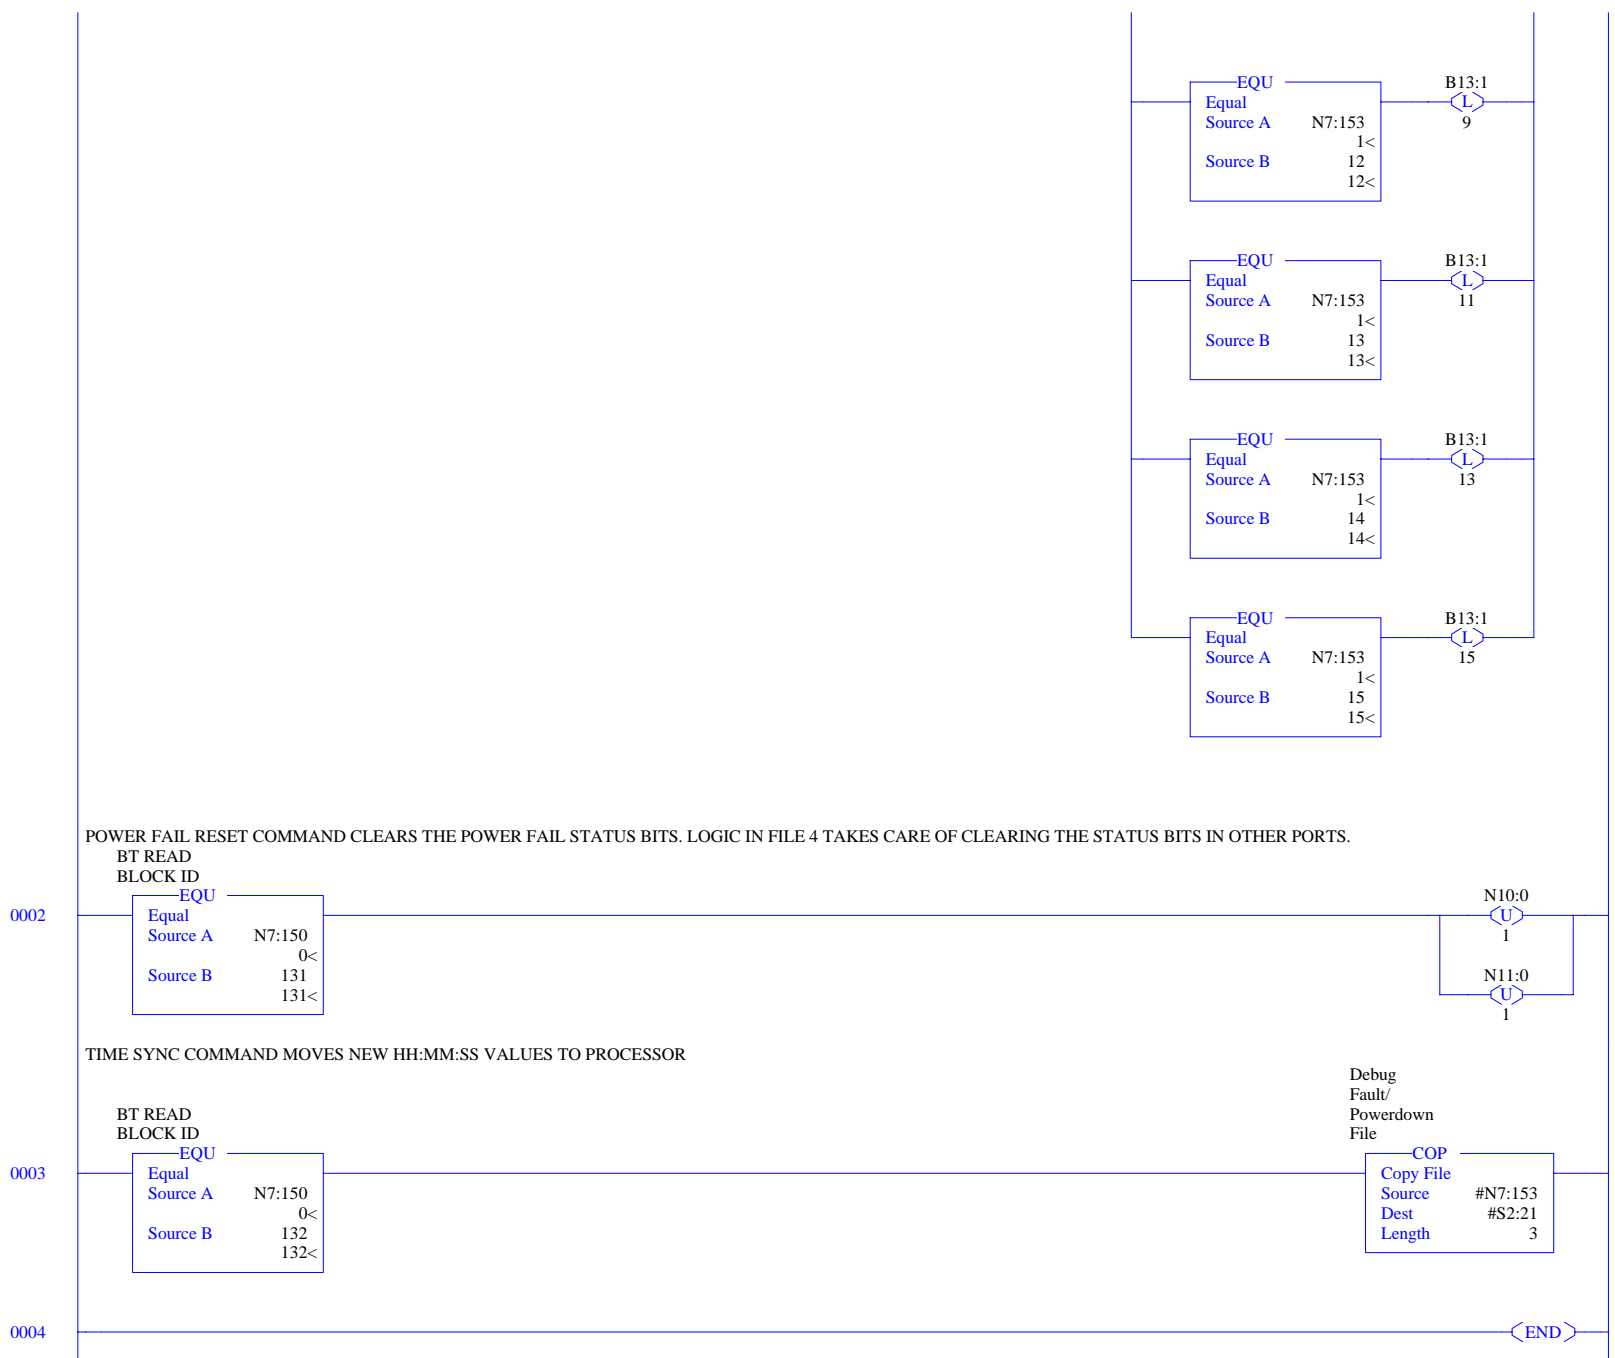 EQU
B13:1
Equal
L
Source A N7:153
9
1<
Source B 12
12<
EQU
B13:1
Equal
L
Source A N7:153
11
1<
Source B 13
13<
EQU
B13:1
Equal
L
Source A N7:153
13
1<
Source B 14
14<
EQU
B13:1
Equal
L
Source A N7:153
15
1<
Source B 15
15<
POWER FAIL RESET COMMAND CLEARS THE POWER FAIL STATUS BITS. LOGIC IN FILE 4 TAKES CARE OF CLEARING THE STATUS BITS IN OTHER PORTS.
BT READ
BLOCK ID
EQU
N10:0
0002
Equal
U
Source A N7:150
1
0<
Source B 131
N11:0
131<
U
1
TIME SYNC COMMAND MOVES NEW HH:MM:SS VALUES TO PROCESSOR
Debug
Fault/
Powerdown
File
BT READ
BLOCK ID
EQU
COP
0003
Equal
Copy File
Source A N7:150
Source #N7:153
0<
Dest #S2:21
Source B 132
Length 3
132<
0004
END